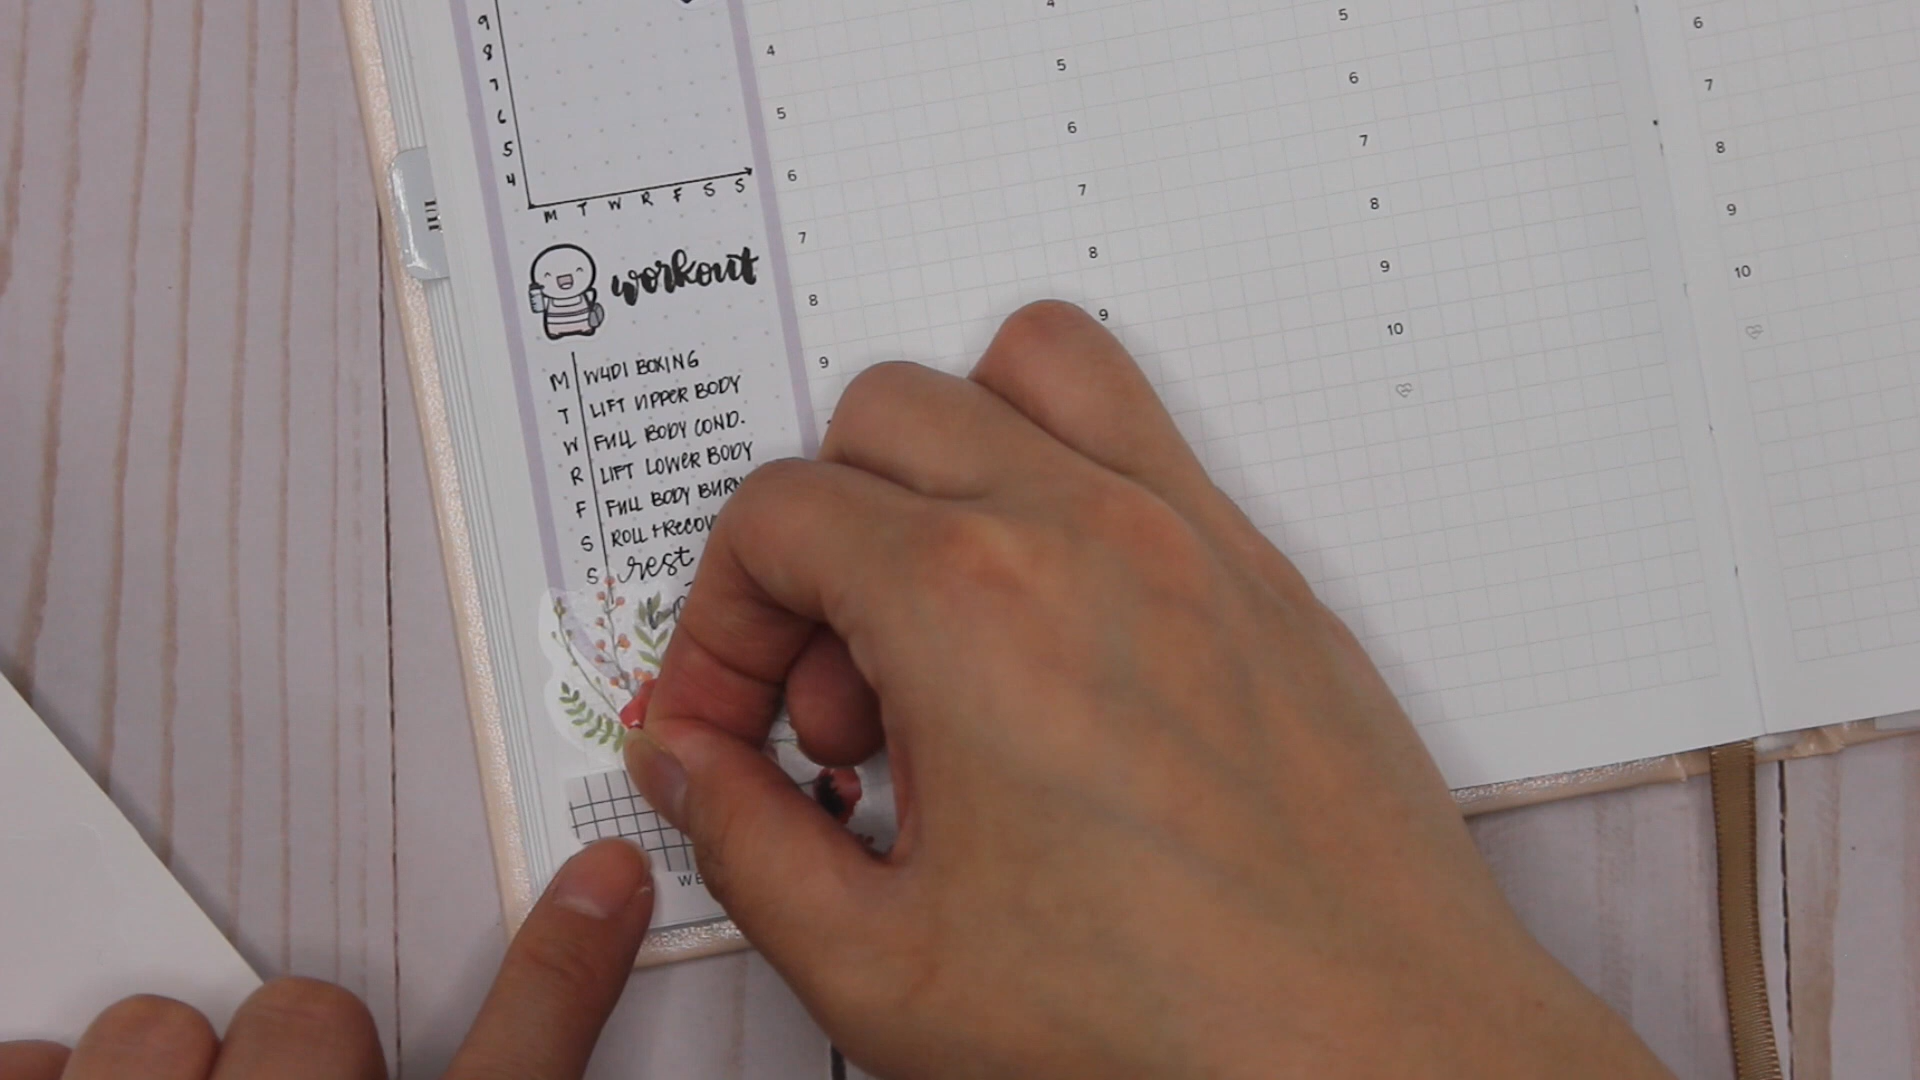 9
8
7
6
5
4
M T W R F S S
workout
M W4D1 BOXING
T LIFT UPPER BODY
W FULL BODY COND.
R LIFT LOWER BODY
F FULL BODY BURN
S ROLL + RECOV
S rest
WE
4
5
6
7
8
9
4
5
6
7
8
9
5
6
7
8
9
10
6
7
8
9
10